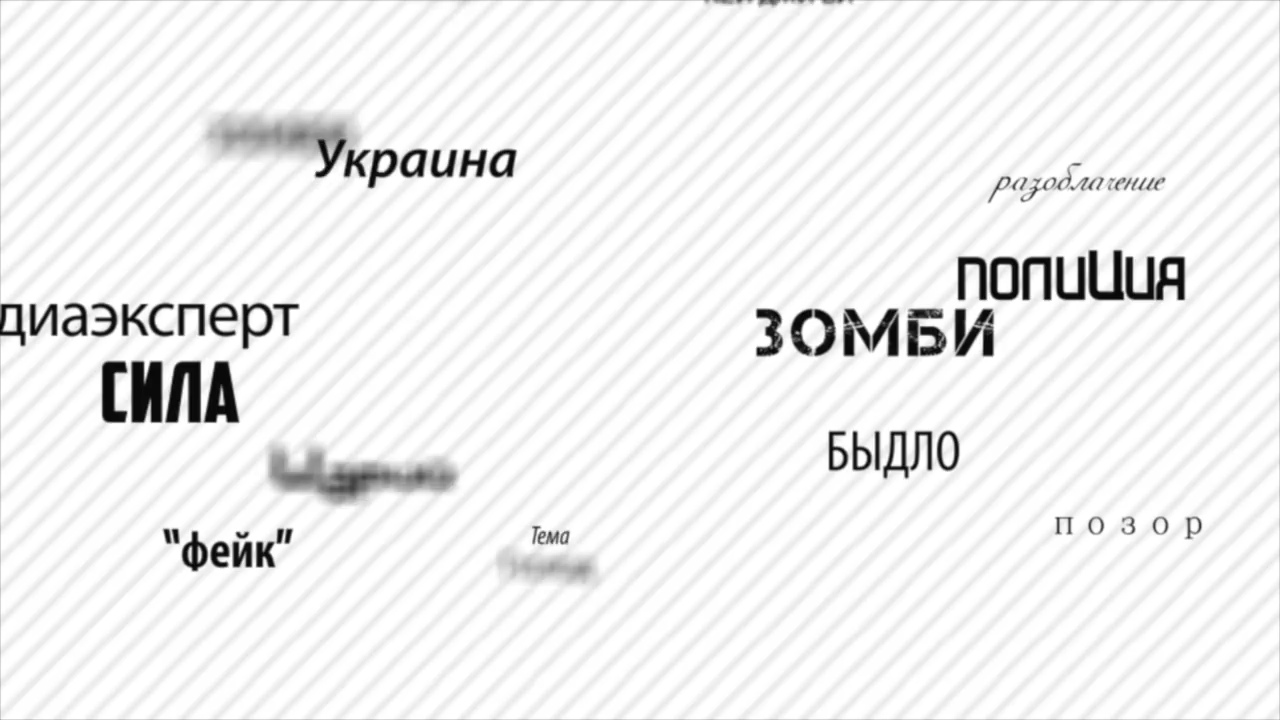 Украина
разоблачение
полиЦия
диаэксперт
ЗОМБИ
СИЛА
БЫДЛО
позор
"фейк"
Тема